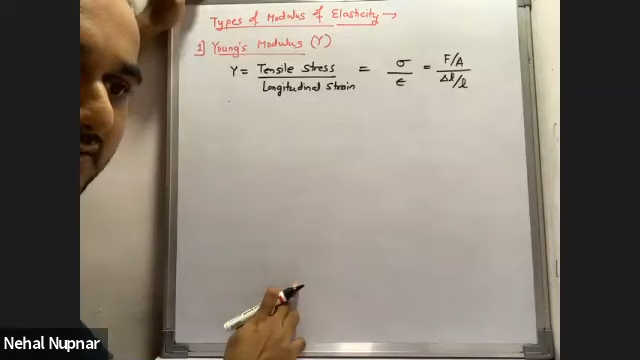 Types of Modulus of Elasticity →
1] Young's Modulus (Y)
Y = Tensile stress / Longitudinal strain = σ / ϵ = F/A / Δl/l
Nehal Nupnar